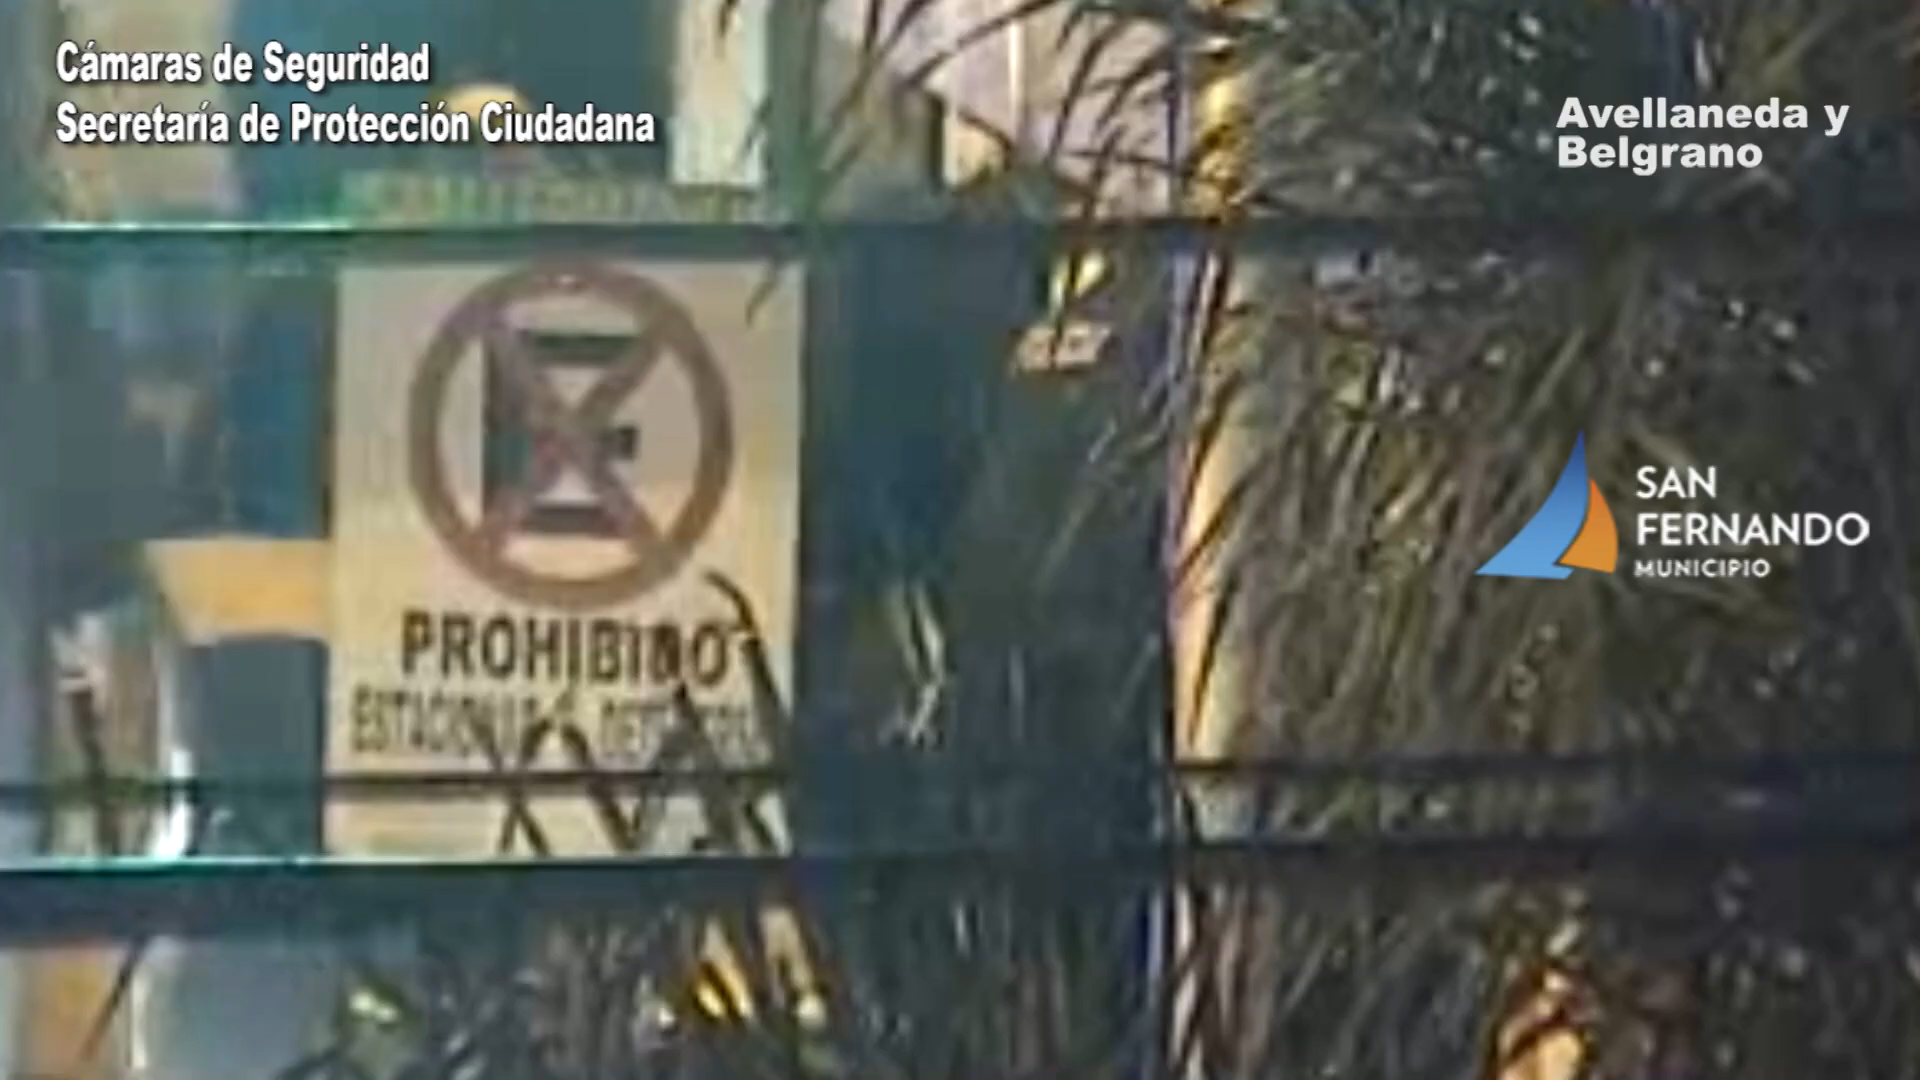 Cámaras de Seguridad
Secretaría de Protección Ciudadana
Avellaneda y
Belgrano
SAN
FERNANDO
MUNICIPIO
PROHIBIDO